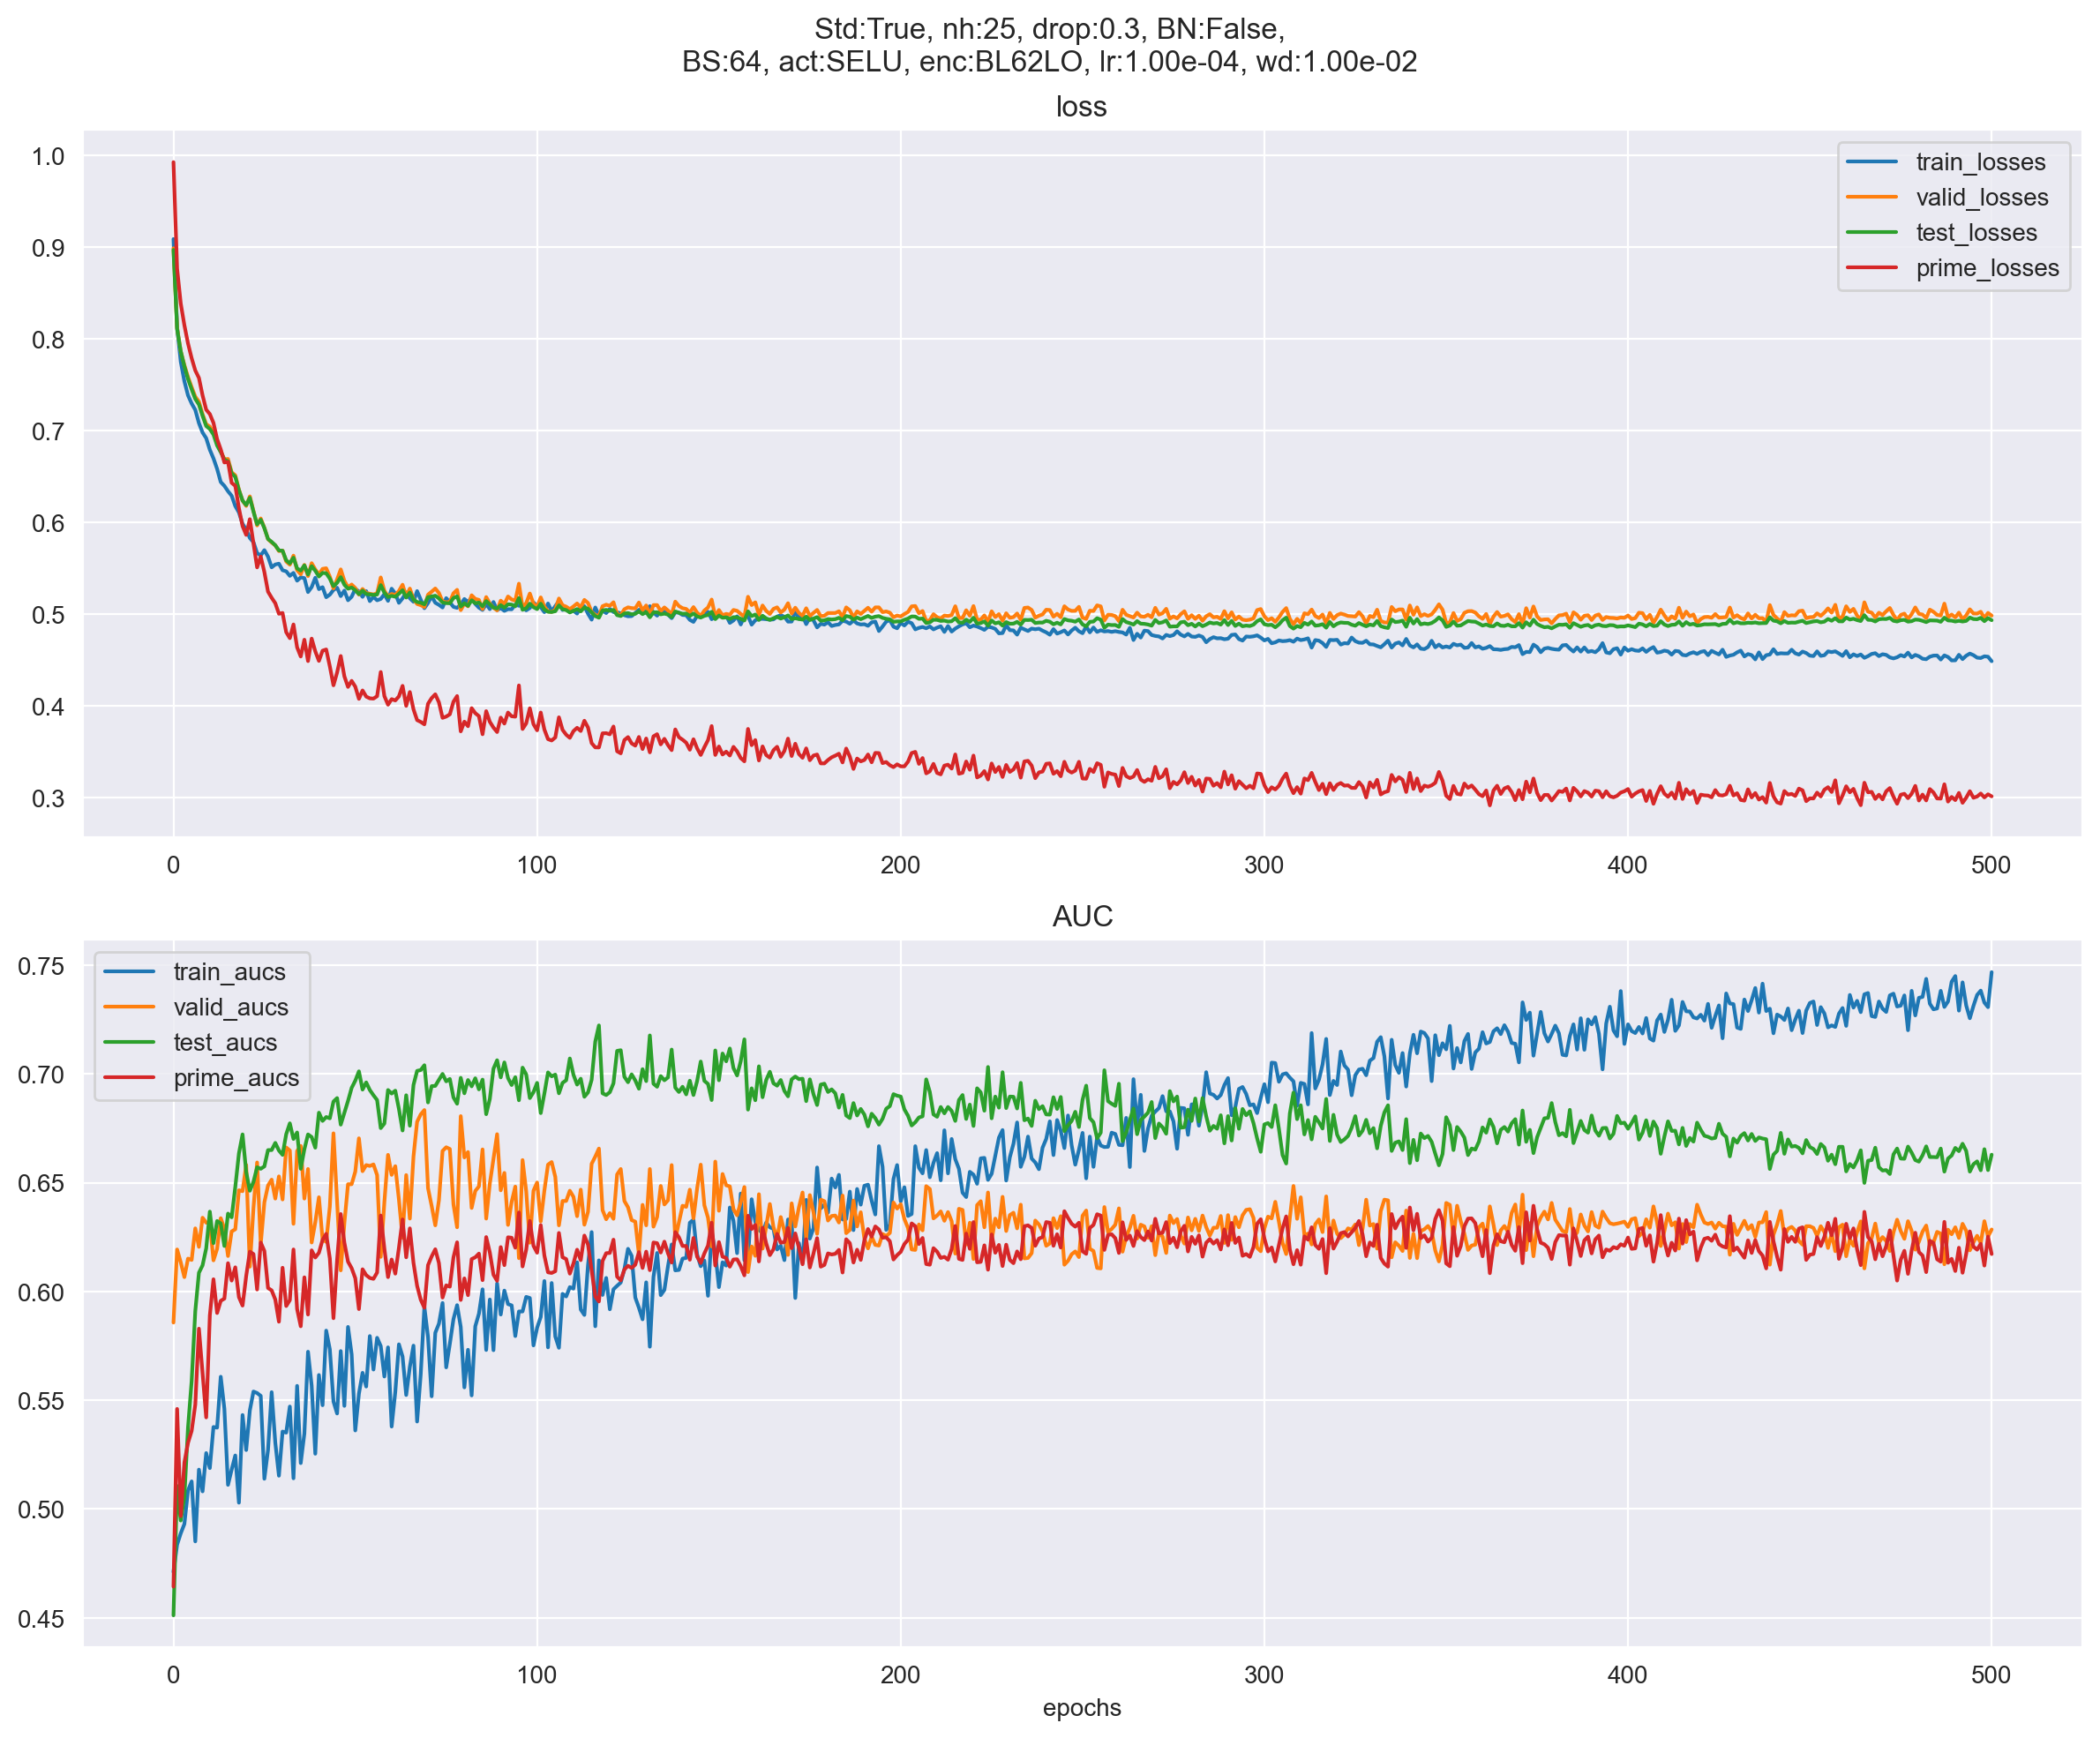 Std:True, nh:25, drop:0.3, BN:False,
BS:64, act:SELU, enc:BL62LO, lr:1.00e-04, wd:1.00e-02
loss
1.0
0.9
0.8
0.7
0.6
0.5
0.4
0.3
train_losses
valid_losses
test_losses
prime_losses
0 100 200 300 400 500
AUC
0.75
0.70
0.65
0.60
0.55
0.50
0.45
train_aucs
valid_aucs
test_aucs
prime_aucs
0 100 200 300 400 500
epochs